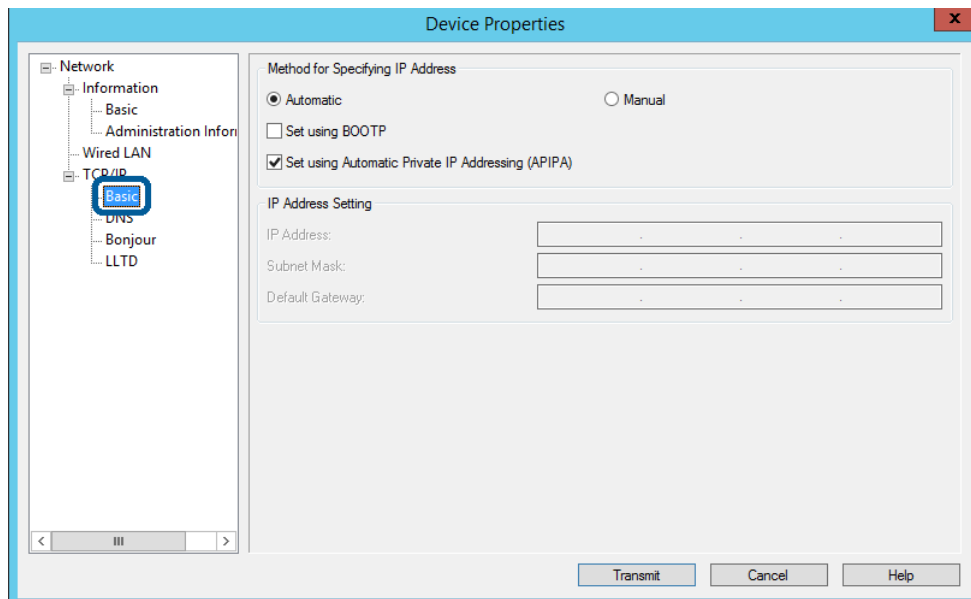 Device Properties
x
Network
Information
Basic
Administration Infor
Wired LAN
TCP/IP
Basic
DNS
Bonjour
LLTD
Method for Specifying IP Address
Automatic
Manual
Set using BOOTP
Set using Automatic Private IP Addressing (APIPA)
IP Address Setting
IP Address:
Subnet Mask:
Default Gateway:
Transmit
Cancel
Help